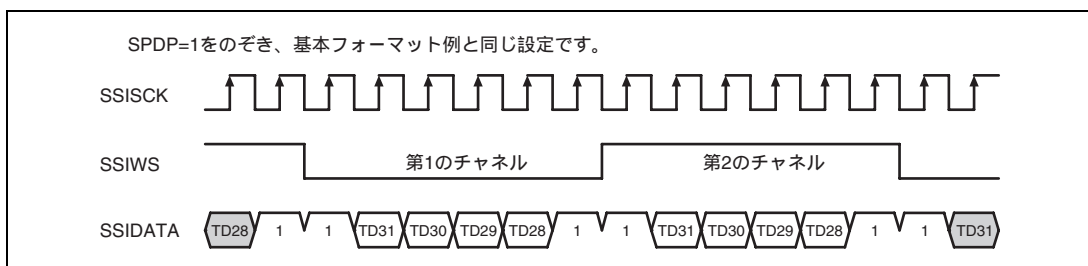 SPDP=1をのぞき、基本フォーマット例と同じ設定です。
SSISCK
SSIWS 第1のチャネル 第2のチャネル
SSIDATA TD28 1 1 TD31 TD30 TD29 TD28 1 1 TD31 TD30 TD29 TD28 1 1 TD31